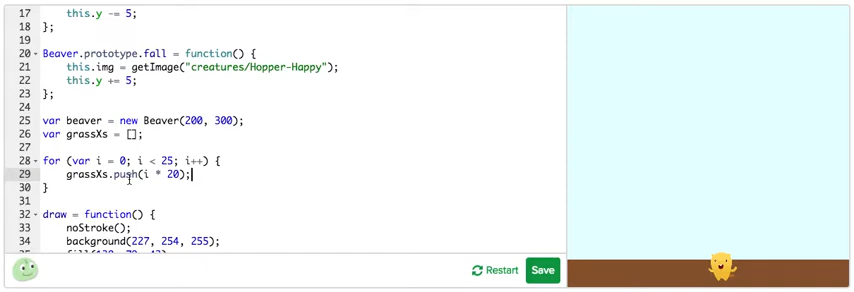 17 this.y -= 5;
18 };
19
20 Beaver.prototype.fall = function() {
21 this.img = getImage("creatures/Hopper-Happy");
22 this.y += 5;
23 };
24
25 var beaver = new Beaver(200, 300);
26 var grassXs = [];
27
28 for (var i = 0; i < 25; i++) {
29 grassXs.push(i * 20);
30 }
31
32 draw = function() {
33 noStroke();
34 background(227, 254, 255);
Restart Save